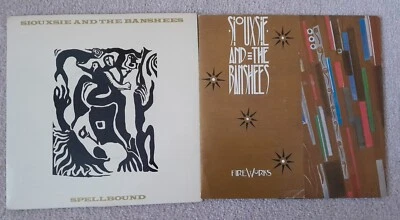 SIOUXSIE AND THE BANSHEES
SPELLBOUND
SIOUXSIE
AND THE
BANSHEES
FIREWORKS